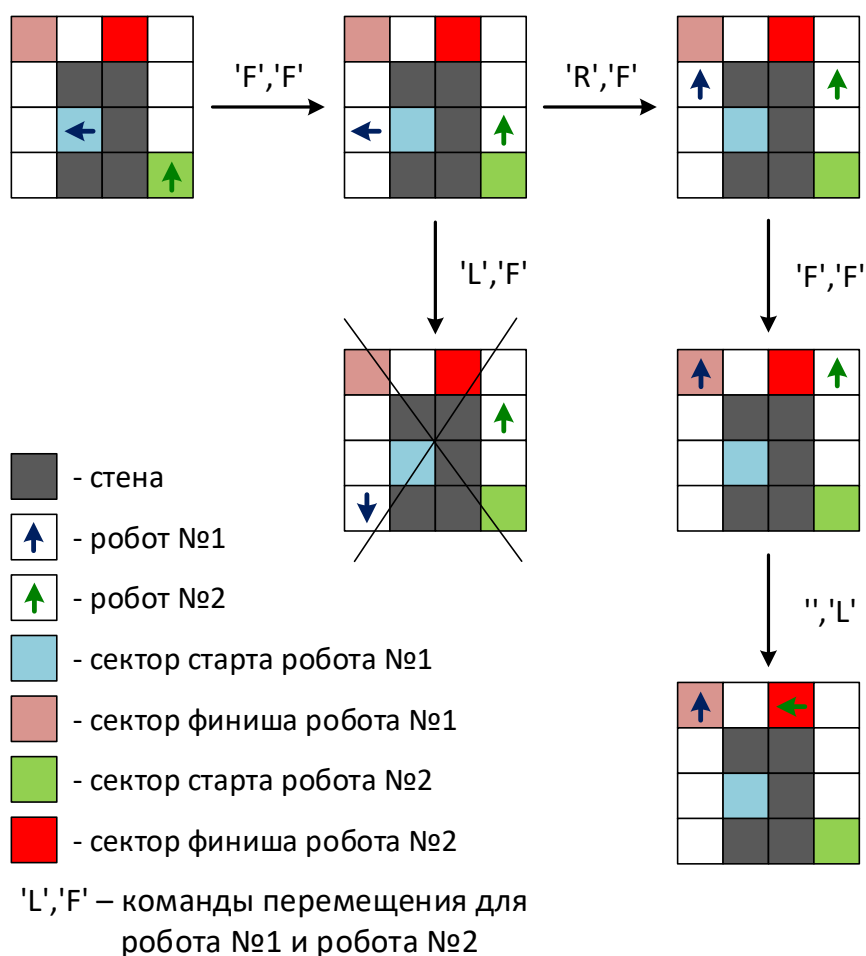 'F','F'
'R','F'
'L','F'
'F','F'
'','L'
- стена
- робот №1
- робот №2
- сектор старта робота №1
- сектор финиша робота №1
- сектор старта робота №2
- сектор финиша робота №2
'L','F' – команды перемещения для
робота №1 и робота №2